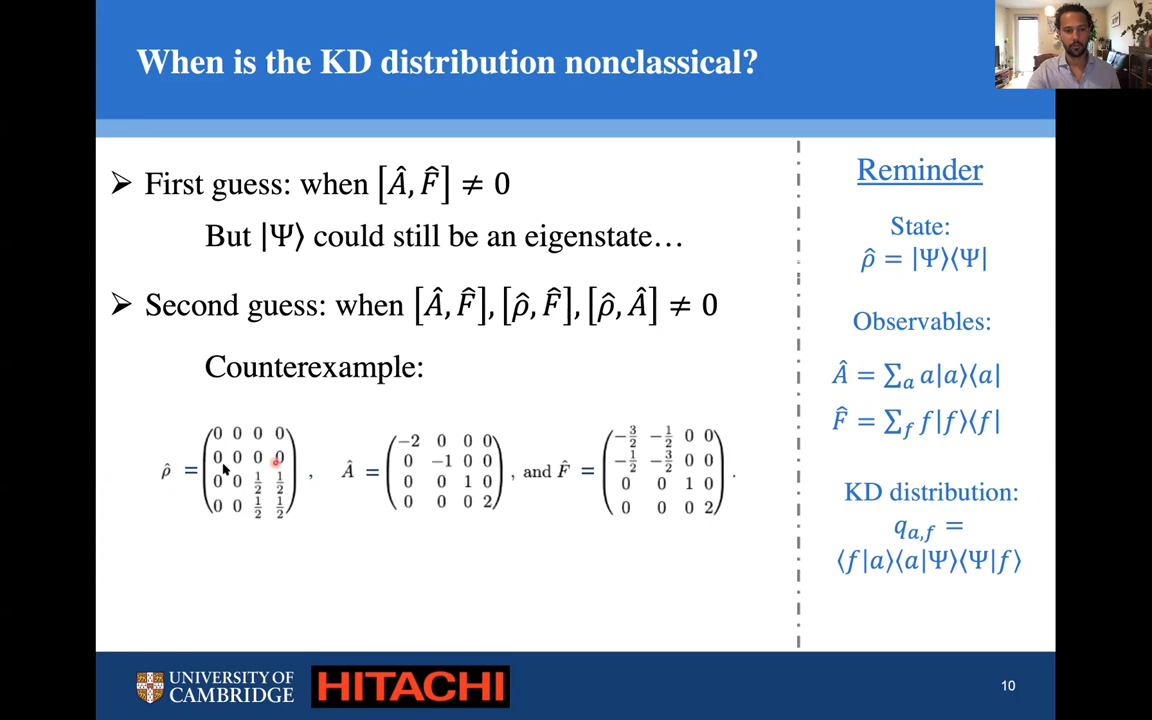 When is the KD distribution nonclassical?
➢ First guess: when [Â, F̂] ≠ 0
But |Ψ⟩ could still be an eigenstate…
➢ Second guess: when [Â, F̂], [ρ̂, F̂], [ρ̂, Â] ≠ 0
Counterexample:
ρ̂ = (0 0 0 0; 0 0 0 0; 0 0 1/2 1/2; 0 0 1/2 1/2), Â = (−2 0 0 0; 0 −1 0 0; 0 0 1 0; 0 0 0 2), and F̂ = (−3/2 −1/2 0 0; −1/2 −3/2 0 0; 0 0 1 0; 0 0 0 2).
Reminder
State:
ρ̂ = |Ψ⟩⟨Ψ|
Observables:
Â = ∑ₐ a|a⟩⟨a|
F̂ = ∑_f f|f⟩⟨f|
KD distribution:
q_{a,f} =
⟨f|a⟩⟨a|Ψ⟩⟨Ψ|f⟩
UNIVERSITY OF
CAMBRIDGE
HITACHI
10